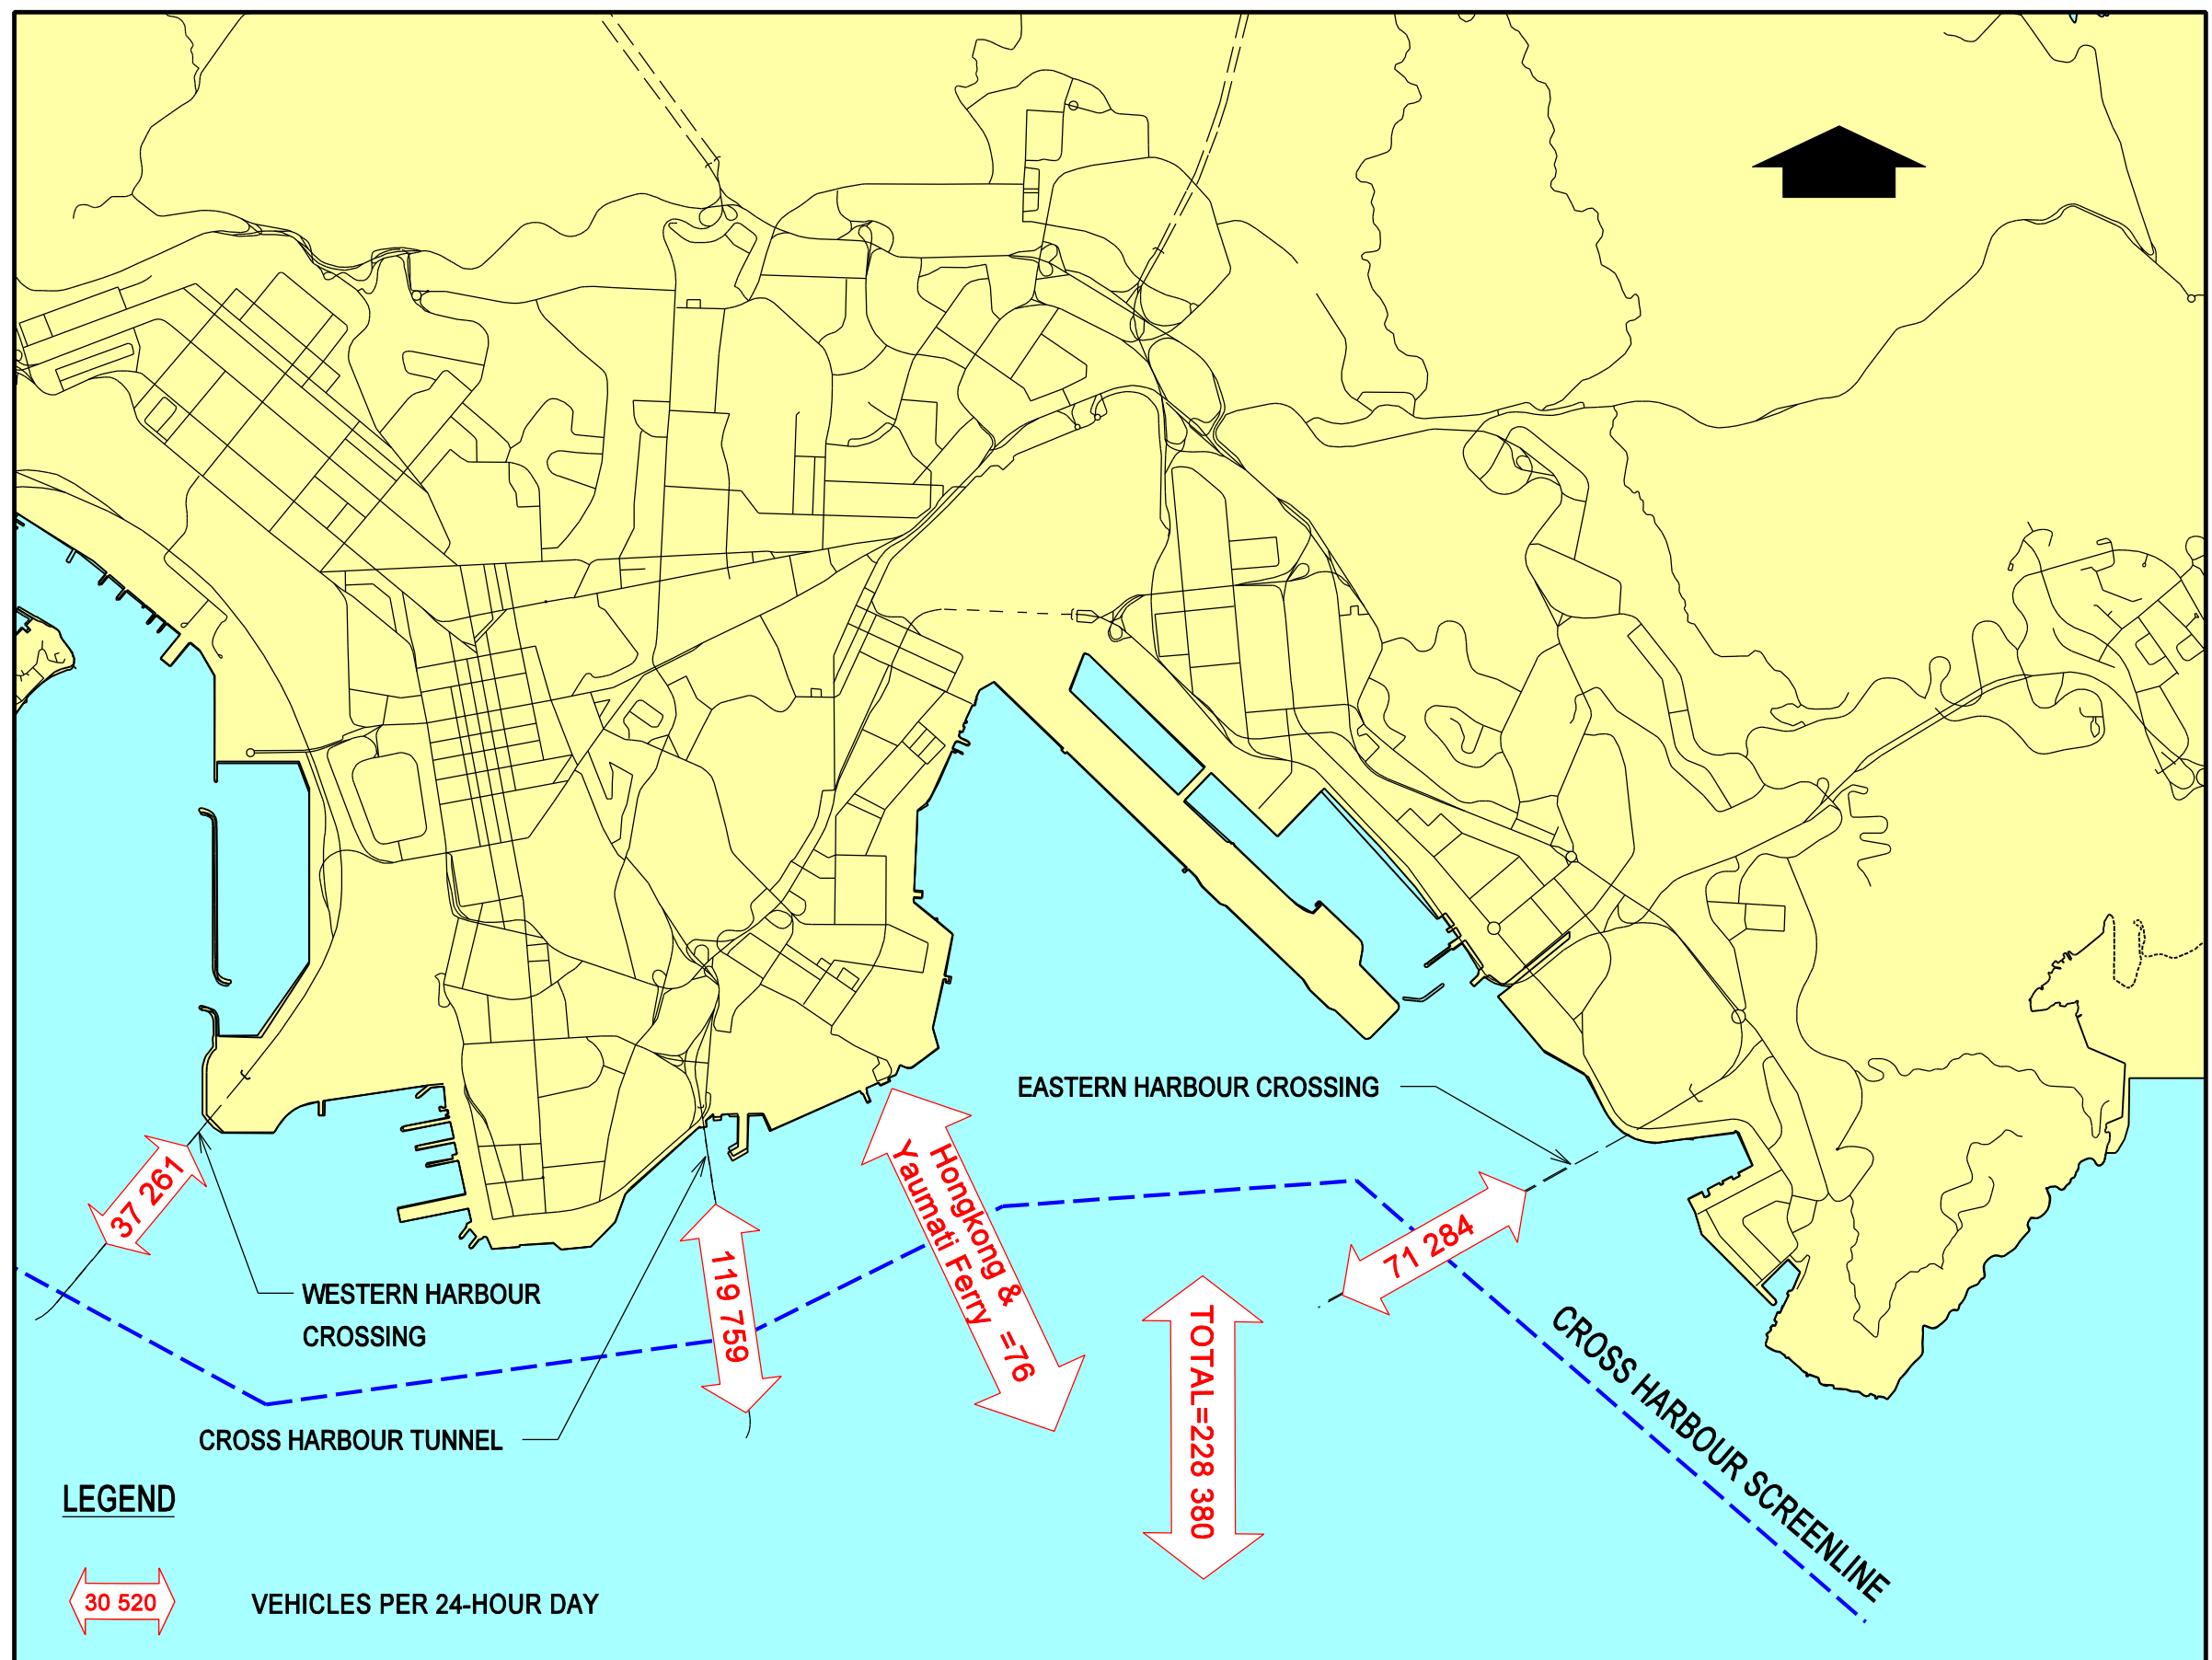 EASTERN HARBOUR CROSSING
37 261
Hongkong &
Yaumati Ferry =76
71 284
119 759
WESTERN HARBOUR
CROSSING
TOTAL=228 380
CROSS HARBOUR SCREENLINE
CROSS HARBOUR TUNNEL
LEGEND
30 520
VEHICLES PER 24-HOUR DAY